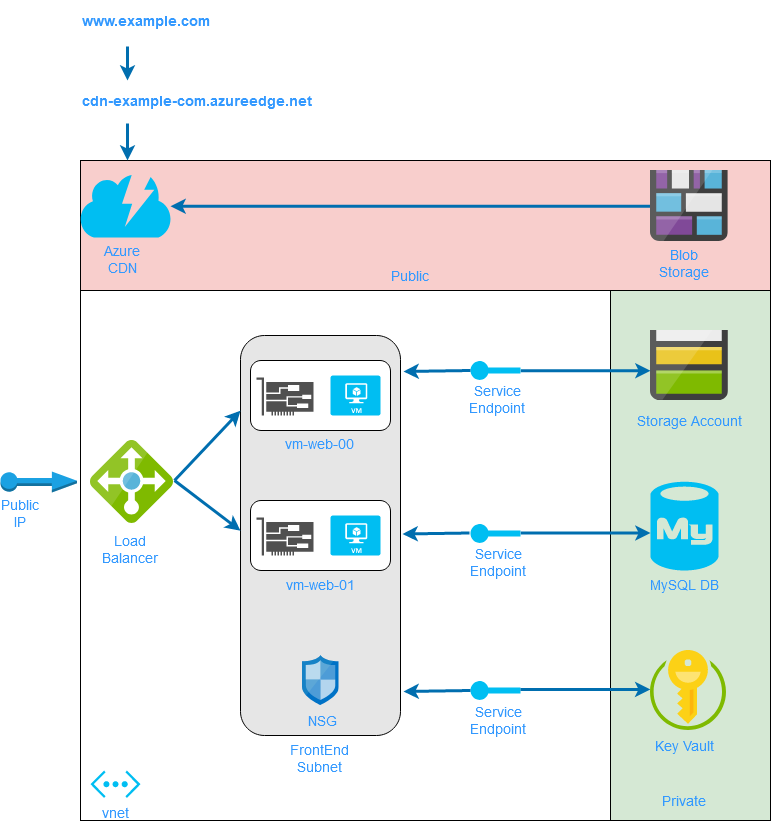 www.example.com
cdn-example-com.azureedge.net
Azure
CDN
Blob
Storage
Public
Service
Endpoint
Storage Account
vm-web-00
VM
Public
IP
Load
Balancer
My
Service
Endpoint
MySQL DB
vm-web-01
VM
NSG
Service
Endpoint
Key Vault
FrontEnd
Subnet
Private
vnet